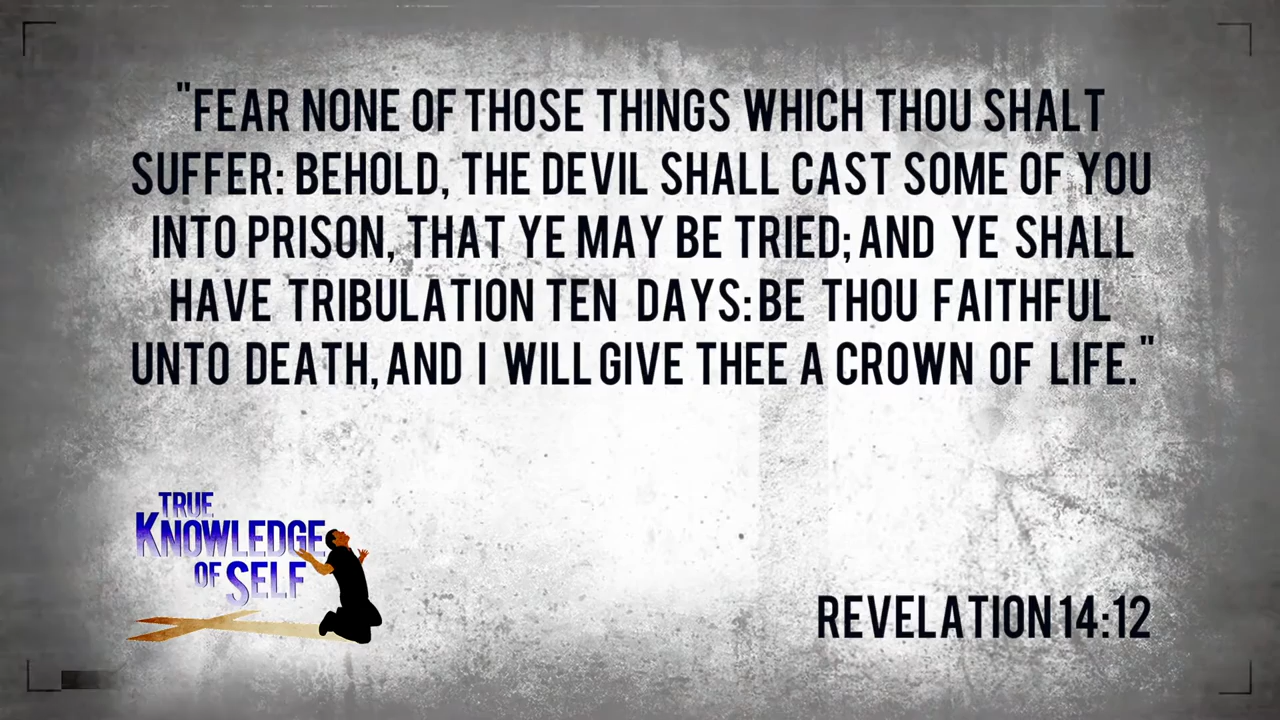 "FEAR NONE OF THOSE THINGS WHICH THOU SHALT
SUFFER: BEHOLD, THE DEVIL SHALL CAST SOME OF YOU
INTO PRISON, THAT YE MAY BE TRIED; AND YE SHALL
HAVE TRIBULATION TEN DAYS: BE THOU FAITHFUL
UNTO DEATH, AND I WILL GIVE THEE A CROWN OF LIFE."
TRUE
KNOWLEDGE
OF SELF
REVELATION 14:12